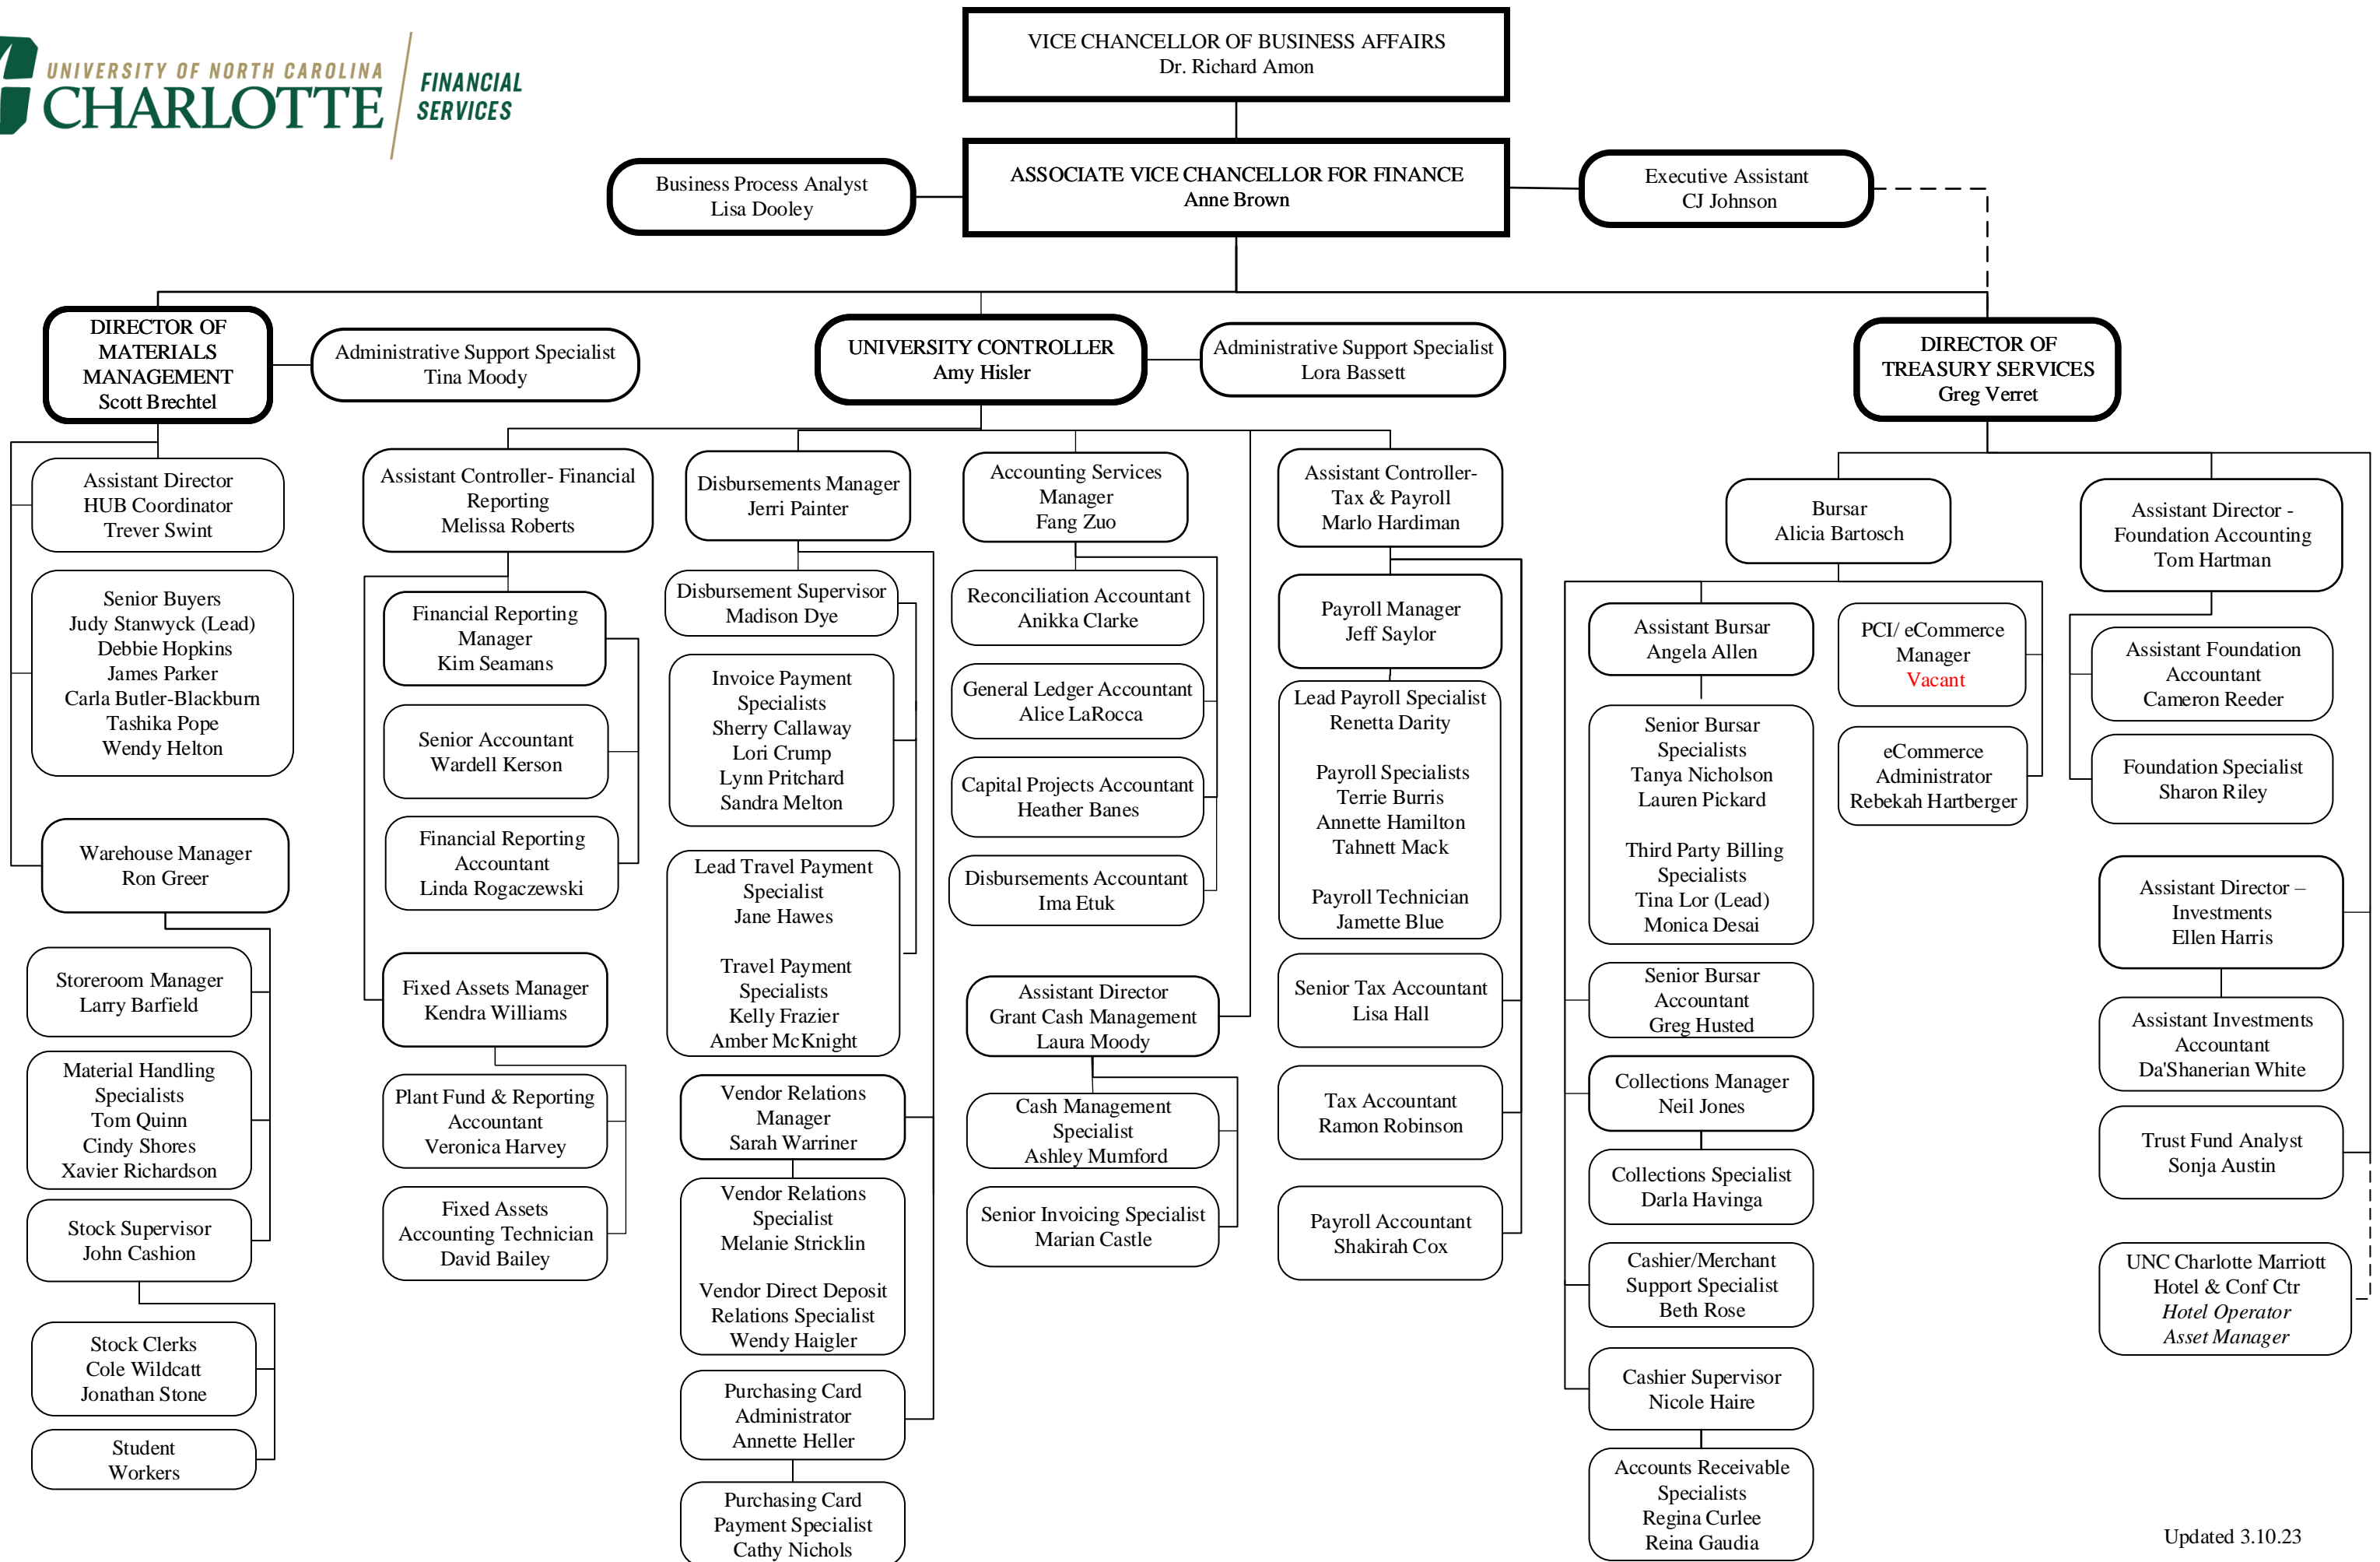 UNIVERSITY OF NORTH CAROLINA
CHARLOTTE
FINANCIAL
SERVICES
VICE CHANCELLOR OF BUSINESS AFFAIRS
Dr. Richard Amon
ASSOCIATE VICE CHANCELLOR FOR FINANCE
Anne Brown
Business Process Analyst
Lisa Dooley
Executive Assistant
CJ Johnson
DIRECTOR OF
MATERIALS
MANAGEMENT
Scott Brechtel
Administrative Support Specialist
Tina Moody
UNIVERSITY CONTROLLER
Amy Hisler
Administrative Support Specialist
Lora Bassett
DIRECTOR OF
TREASURY SERVICES
Greg Verret
Assistant Director
HUB Coordinator
Trever Swint
Senior Buyers
Judy Stanwyck (Lead)
Debbie Hopkins
James Parker
Carla Butler-Blackburn
Tashika Pope
Wendy Helton
Warehouse Manager
Ron Greer
Storeroom Manager
Larry Barfield
Material Handling
Specialists
Tom Quinn
Cindy Shores
Xavier Richardson
Stock Supervisor
John Cashion
Stock Clerks
Cole Wildcatt
Jonathan Stone
Student
Workers
Assistant Controller- Financial
Reporting
Melissa Roberts
Financial Reporting
Manager
Kim Seamans
Senior Accountant
Wardell Kerson
Financial Reporting
Accountant
Linda Rogaczewski
Fixed Assets Manager
Kendra Williams
Plant Fund & Reporting
Accountant
Veronica Harvey
Fixed Assets
Accounting Technician
David Bailey
Disbursements Manager
Jerri Painter
Disbursement Supervisor
Madison Dye
Invoice Payment
Specialists
Sherry Callaway
Lori Crump
Lynn Pritchard
Sandra Melton
Lead Travel Payment
Specialist
Jane Hawes
Travel Payment
Specialists
Kelly Frazier
Amber McKnight
Vendor Relations
Manager
Sarah Warriner
Vendor Relations
Specialist
Melanie Stricklin
Vendor Direct Deposit
Relations Specialist
Wendy Haigler
Purchasing Card
Administrator
Annette Heller
Purchasing Card
Payment Specialist
Cathy Nichols
Accounting Services
Manager
Fang Zuo
Reconciliation Accountant
Anikka Clarke
General Ledger Accountant
Alice LaRocca
Capital Projects Accountant
Heather Banes
Disbursements Accountant
Ima Etuk
Assistant Director
Grant Cash Management
Laura Moody
Cash Management
Specialist
Ashley Mumford
Senior Invoicing Specialist
Marian Castle
Assistant Controller-
Tax & Payroll
Marlo Hardiman
Payroll Manager
Jeff Saylor
Lead Payroll Specialist
Renetta Darity
Payroll Specialists
Terrie Burris
Annette Hamilton
Tahnett Mack
Payroll Technician
Jamette Blue
Senior Tax Accountant
Lisa Hall
Tax Accountant
Ramon Robinson
Payroll Accountant
Shakirah Cox
Bursar
Alicia Bartosch
Assistant Bursar
Angela Allen
Senior Bursar
Specialists
Tanya Nicholson
Lauren Pickard
Third Party Billing
Specialists
Tina Lor (Lead)
Monica Desai
Senior Bursar
Accountant
Greg Husted
Collections Manager
Neil Jones
Collections Specialist
Darla Havinga
Cashier/Merchant
Support Specialist
Beth Rose
Cashier Supervisor
Nicole Haire
Accounts Receivable
Specialists
Regina Curlee
Reina Gaudia
PCI/ eCommerce
Manager
Vacant
eCommerce
Administrator
Rebekah Hartberger
Assistant Director -
Foundation Accounting
Tom Hartman
Assistant Foundation
Accountant
Cameron Reeder
Foundation Specialist
Sharon Riley
Assistant Director –
Investments
Ellen Harris
Assistant Investments
Accountant
Da'Shanerian White
Trust Fund Analyst
Sonja Austin
UNC Charlotte Marriott
Hotel & Conf Ctr
Hotel Operator
Asset Manager
Updated 3.10.23